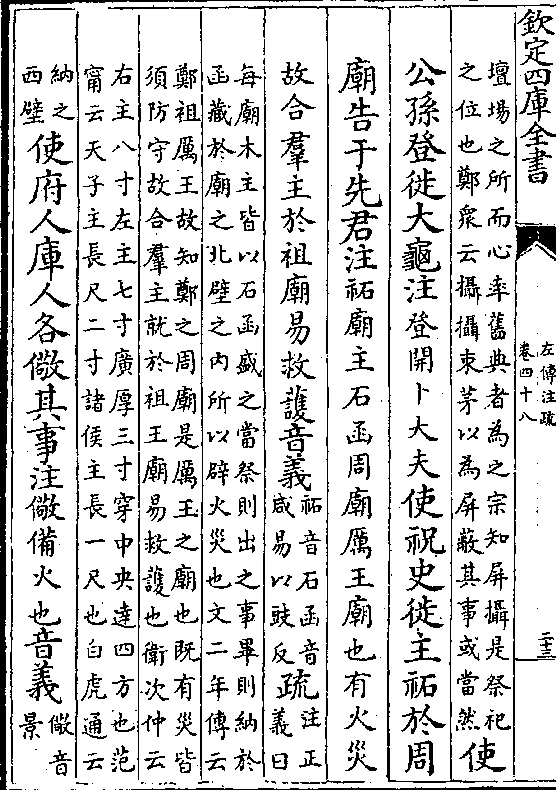 欽定四庫全書
左傳注疏
卷四十八
二十三
壇場之所而心率舊典者為之宗知屏攝是祭祀
之位也鄭衆云攝攝束茅以為屏蔽其事或當然
使
公孫登徙大龜注登開卜大夫使祝史徙主祏於周
廟告于先君注祏廟主石函周廟厲王廟也有火災
故合羣主於祖廟易救護音義
祏音石函音
咸易以豉反
疏
注正
義曰
每廟木主皆以石函盛之當祭則出之事畢則納於
函藏於廟之北壁之内所以辟火災也文二年傳云
鄭祖厲王故知鄭之周廟是厲王之廟也既有災皆
須防守故合羣主就於祖王廟易救護也衛次仲云
右主八寸左主七寸廣厚三寸穿中央達四方也范
甯云天子主長尺二寸諸侯主長一尺也白虎通云
納之
西壁
使府人庫人各儆其事注儆備火也音義
儆音
景